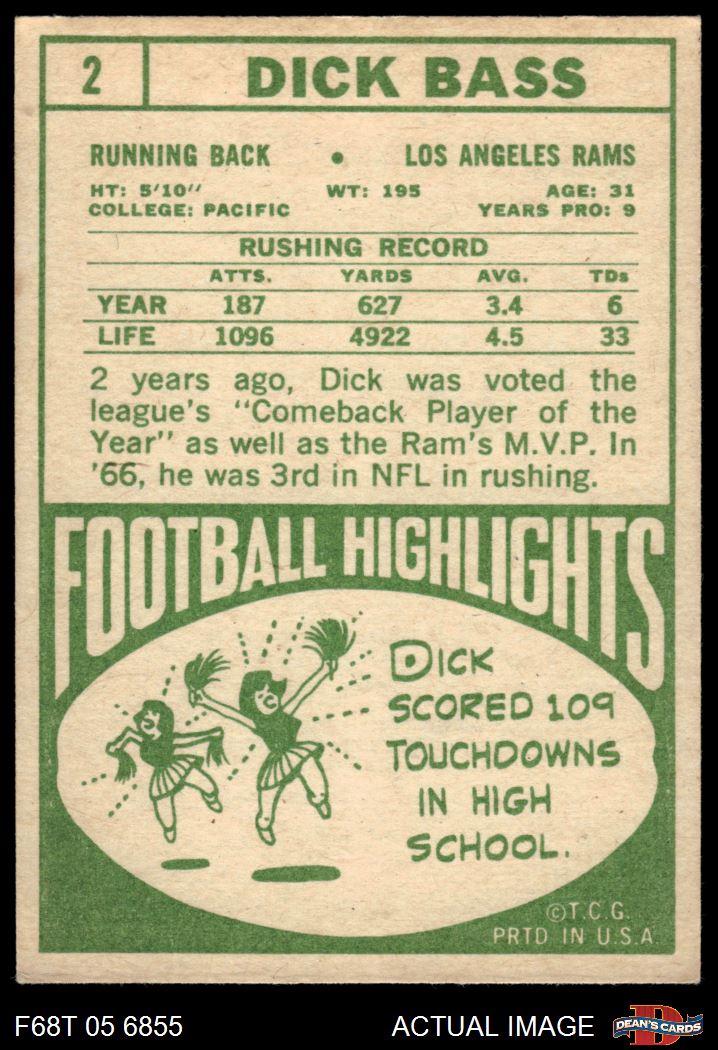 2 DICK BASS
RUNNING BACK • LOS ANGELES RAMS
HT: 5'10" WT: 195 AGE: 31
COLLEGE: PACIFIC YEARS PRO: 9
RUSHING RECORD
ATTS. YARDS AVG. TDs
YEAR 187 627 3.4 6
LIFE 1096 4922 4.5 33
2 years ago, Dick was voted the
league's "Comeback Player of the
Year" as well as the Ram's M.V.P. In
'66, he was 3rd in NFL in rushing.
FOOTBALL HIGHLIGHTS
DICK
SCORED 109
TOUCHDOWNS
IN HIGH
SCHOOL.
©T.C.G.
PRTD IN U.S.A.
F68T 05 6855 ACTUAL IMAGE D DEAN'S CARDS